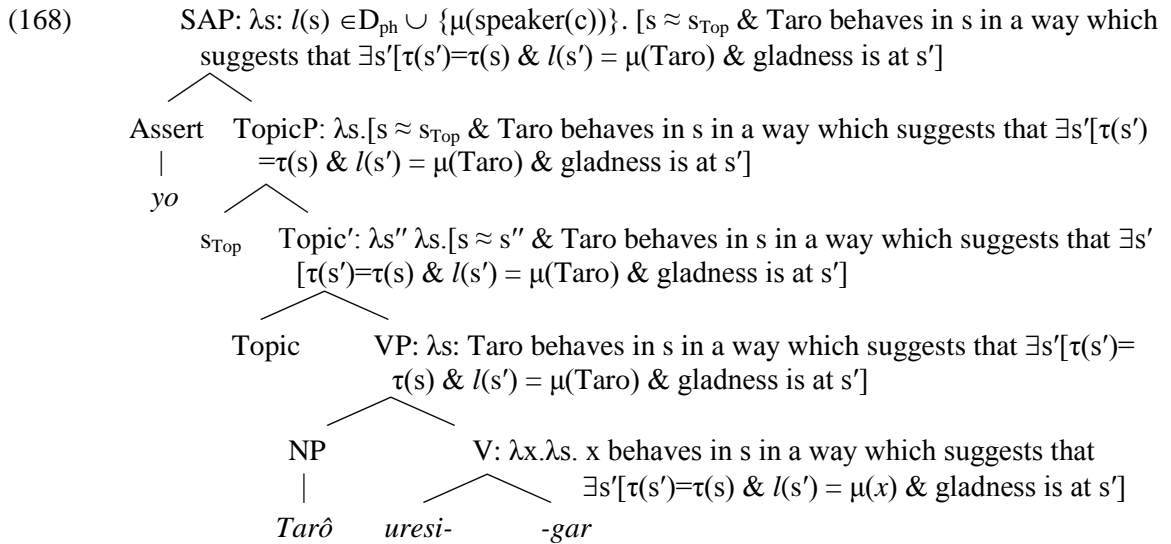 (168) SAP: λs: l(s) ∈D_ph ∪ {μ(speaker(c))}. [s ≈ s_Top & Taro behaves in s in a way which
suggests that ∃s′[τ(s′)=τ(s) & l(s′) = μ(Taro) & gladness is at s′]
Assert TopicP: λs.[s ≈ s_Top & Taro behaves in s in a way which suggests that ∃s′[τ(s′)
=τ(s) & l(s′) = μ(Taro) & gladness is at s′]
yo
s_Top Topic′: λs′′ λs.[s ≈ s′′ & Taro behaves in s in a way which suggests that ∃s′
[τ(s′)=τ(s) & l(s′) = μ(Taro) & gladness is at s′]
Topic VP: λs: Taro behaves in s in a way which suggests that ∃s′[τ(s′)=
τ(s) & l(s′) = μ(Taro) & gladness is at s′]
NP V: λx.λs. x behaves in s in a way which suggests that
∃s′[τ(s′)=τ(s) & l(s′) = μ(x) & gladness is at s′]
Tarô uresi- -gar